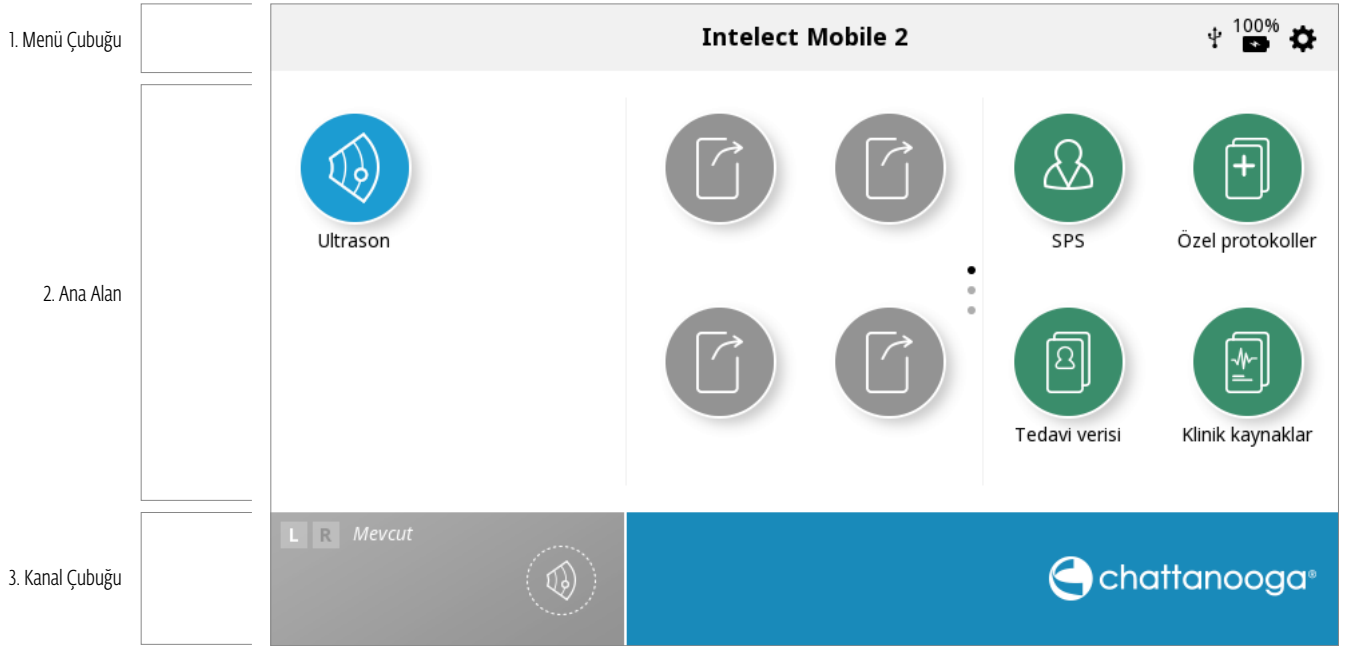 1. Menü Çubuğu
Intelect Mobile 2
100%
2. Ana Alan
Ultrason
SPS
Özel protokoller
Tedavi verisi
Klinik kaynaklar
3. Kanal Çubuğu
L R Mevcut
chattanooga®